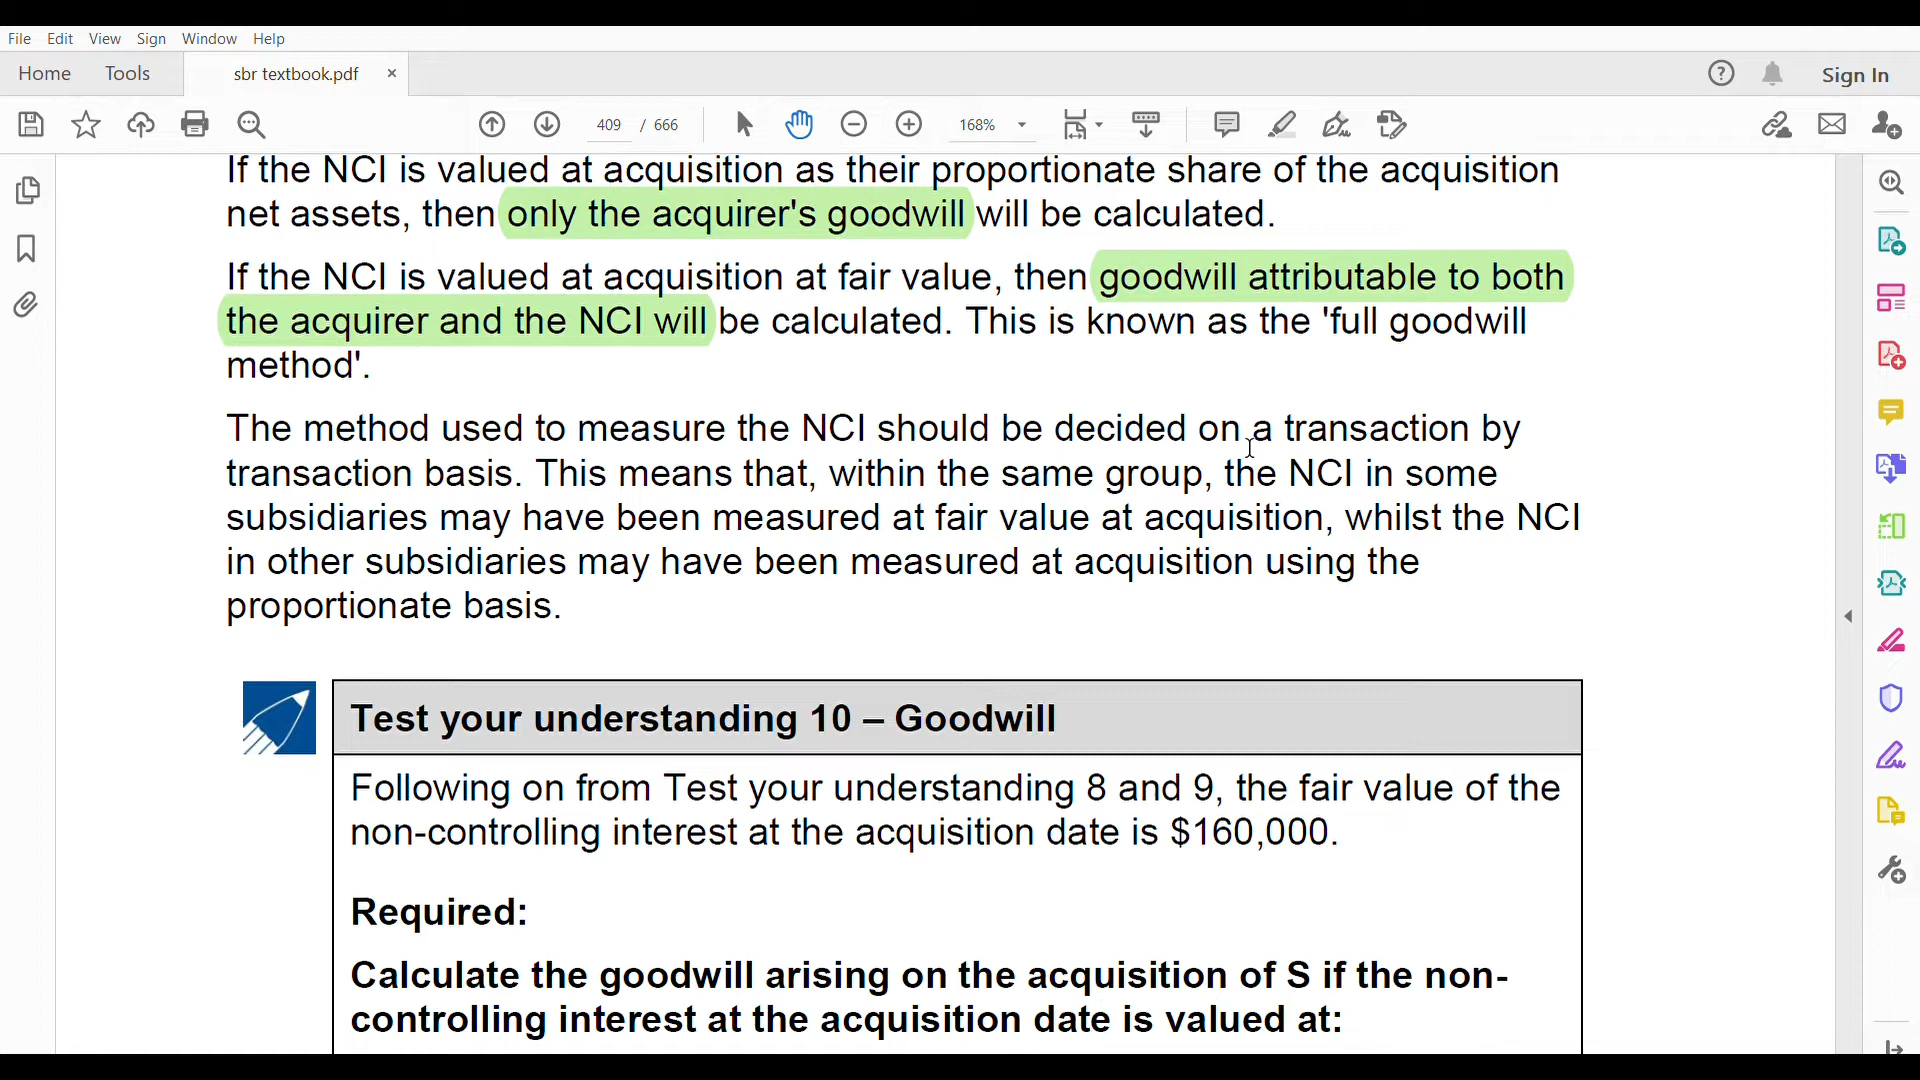 File Edit View Sign Window Help
Home Tools sbr textbook.pdf × Sign In
409 / 666 168%
If the NCI is valued at acquisition as their proportionate share of the acquisition
net assets, then only the acquirer's goodwill will be calculated.
If the NCI is valued at acquisition at fair value, then goodwill attributable to both
the acquirer and the NCI will be calculated. This is known as the 'full goodwill
method'.
The method used to measure the NCI should be decided on a transaction by
transaction basis. This means that, within the same group, the NCI in some
subsidiaries may have been measured at fair value at acquisition, whilst the NCI
in other subsidiaries may have been measured at acquisition using the
proportionate basis.
Test your understanding 10 – Goodwill
Following on from Test your understanding 8 and 9, the fair value of the
non-controlling interest at the acquisition date is $160,000.
Required:
Calculate the goodwill arising on the acquisition of S if the non-
controlling interest at the acquisition date is valued at: